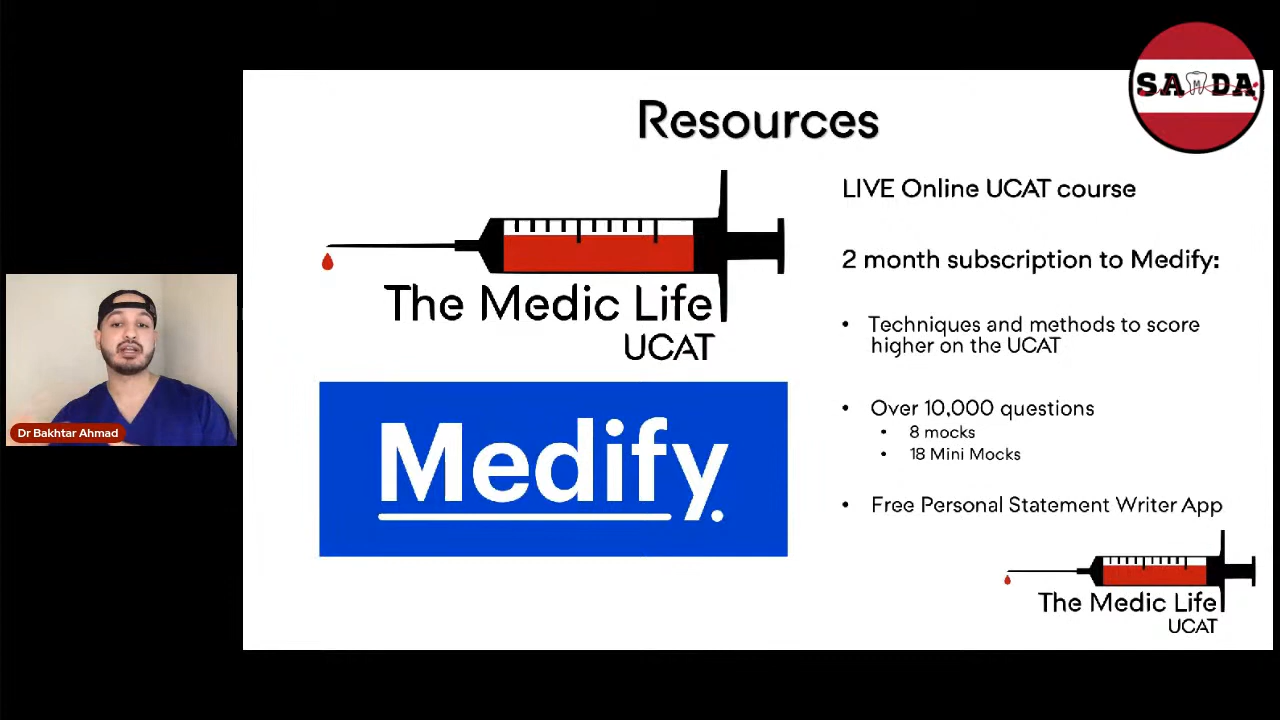 SAMDA
Resources
The Medic Life
UCAT
Medify.
LIVE Online UCAT course
2 month subscription to Medify:
• Techniques and methods to score
higher on the UCAT
• Over 10,000 questions
• 8 mocks
• 18 Mini Mocks
• Free Personal Statement Writer App
The Medic Life
UCAT
Dr Bakhtar Ahmad